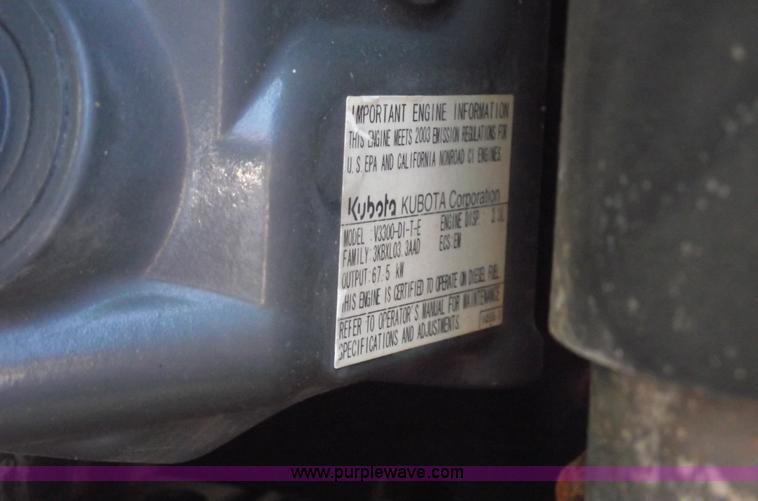 IMPORTANT ENGINE INFORMATION
THIS ENGINE MEETS 2003 EMISSION REGULATIONS FOR
U.S. EPA AND CALIFORNIA NONROAD CI ENGINES.
Kubota KUBOTA Corporation
MODEL : V3300-DI-T-E ENGINE DISP. : 3.3L
FAMILY: 3KBXL03.3AAD ECS:EM
OUTPUT: 67.5 kW
THIS ENGINE IS CERTIFIED TO OPERATE ON DIESEL FUEL.
REFER TO OPERATOR'S MANUAL FOR MAINTENANCE
SPECIFICATIONS AND ADJUSTMENTS.
www.purplewave.com